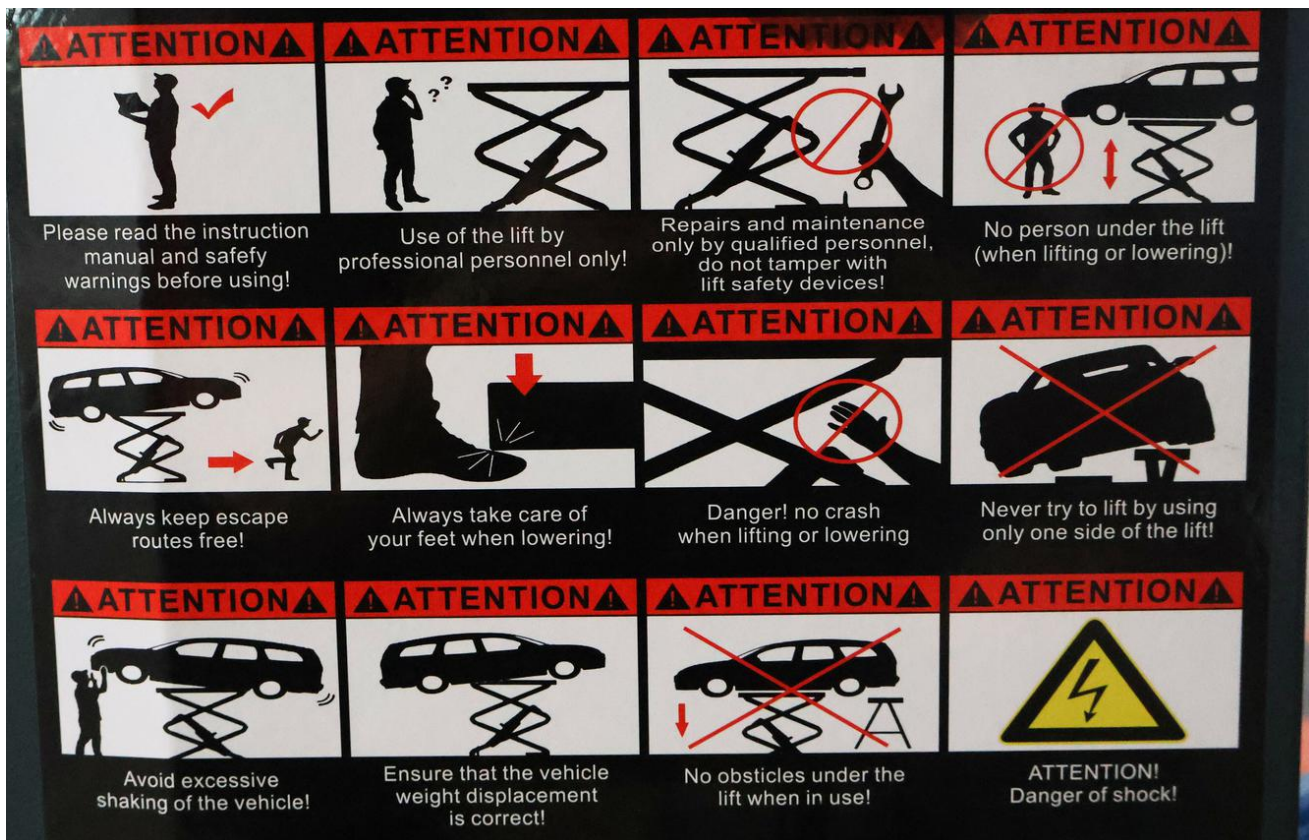 ATTENTION
Please read the instruction
manual and safefy
warnings before using!
ATTENTION
? ?
Use of the lift by
professional personnel only!
ATTENTION
Repairs and maintenance
only by qualified personnel,
do not tamper with
lift safety devices!
ATTENTION
No person under the lift
(when lifting or lowering)!
ATTENTION
Always keep escape
routes free!
ATTENTION
Always take care of
your feet when lowering!
ATTENTION
Danger! no crash
when lifting or lowering
ATTENTION
Never try to lift by using
only one side of the lift!
ATTENTION
Avoid excessive
shaking of the vehicle!
ATTENTION
Ensure that the vehicle
weight displacement
is correct!
ATTENTION
No obsticles under the
lift when in use!
ATTENTION
ATTENTION!
Danger of shock!